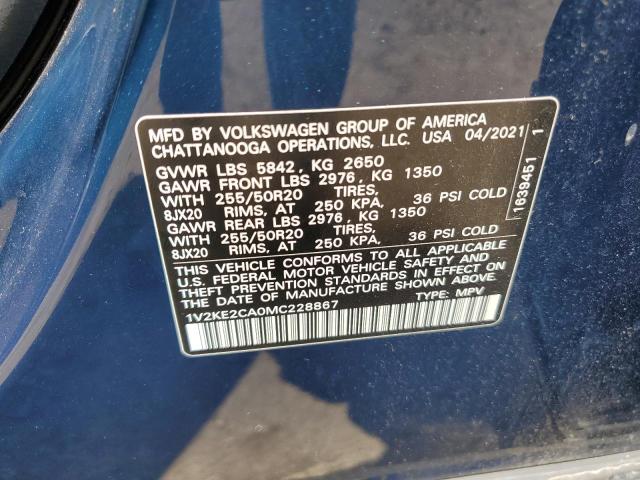 MFD BY VOLKSWAGEN GROUP OF AMERICA
CHATTANOOGA OPERATIONS, LLC. USA 04/2021
GVWR LBS 5842, KG 2650
GAWR FRONT LBS 2976, KG 1350
WITH 255/50R20 TIRES,
8JX20 RIMS, AT 250 KPA, 36 PSI COLD
GAWR REAR LBS 2976, KG 1350
WITH 255/50R20 TIRES,
8JX20 RIMS, AT 250 KPA, 36 PSI COLD
THIS VEHICLE CONFORMS TO ALL APPLICABLE
U.S. FEDERAL MOTOR VEHICLE SAFETY AND
THEFT PREVENTION STANDARDS IN EFFECT ON
THE DATE OF MANUFACTURE SHOWN ABOVE.
1V2KE2CA0MC228867 TYPE: MPV
1639451 1